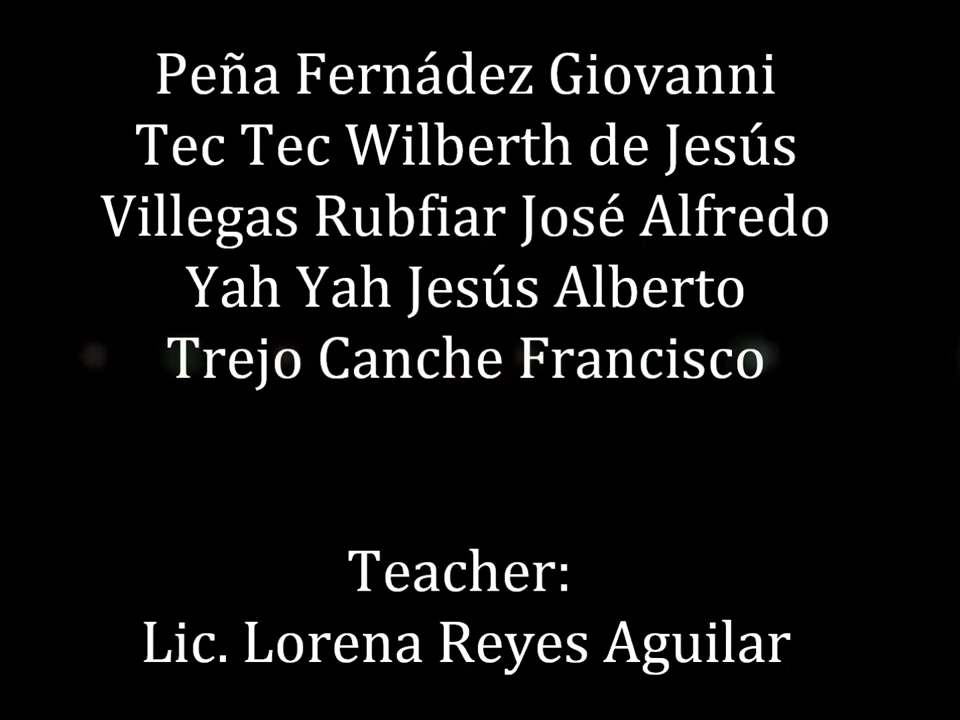 Peña Fernádez Giovanni
Tec Tec Wilberth de Jesús
Villegas Rubfiar José Alfredo
Yah Yah Jesús Alberto
Trejo Canche Francisco
Teacher:
Lic. Lorena Reyes Aguilar